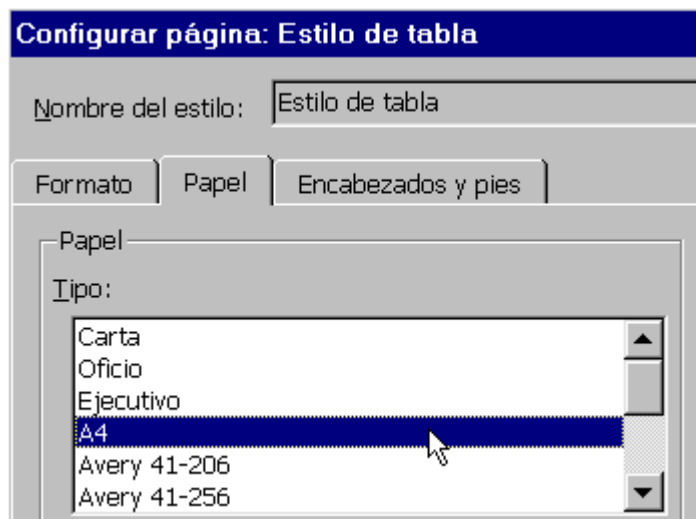 Configurar página: Estilo de tabla
Nombre del estilo: Estilo de tabla
Formato Papel Encabezados y pies
Papel
Tipo:
Carta
Oficio
Ejecutivo
A4
Avery 41-206
Avery 41-256